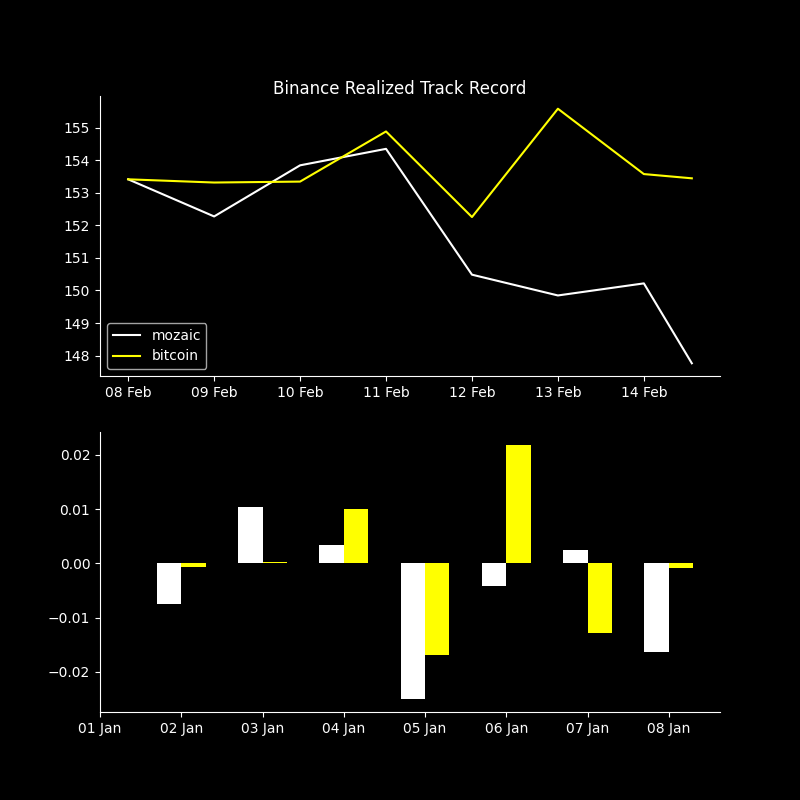 Binance Realized Track Record
155
154
153
152
151
150
149
148
mozaic
bitcoin
08 Feb 09 Feb 10 Feb 11 Feb 12 Feb 13 Feb 14 Feb
0.02
0.01
0.00
−0.01
−0.02
01 Jan 02 Jan 03 Jan 04 Jan 05 Jan 06 Jan 07 Jan 08 Jan